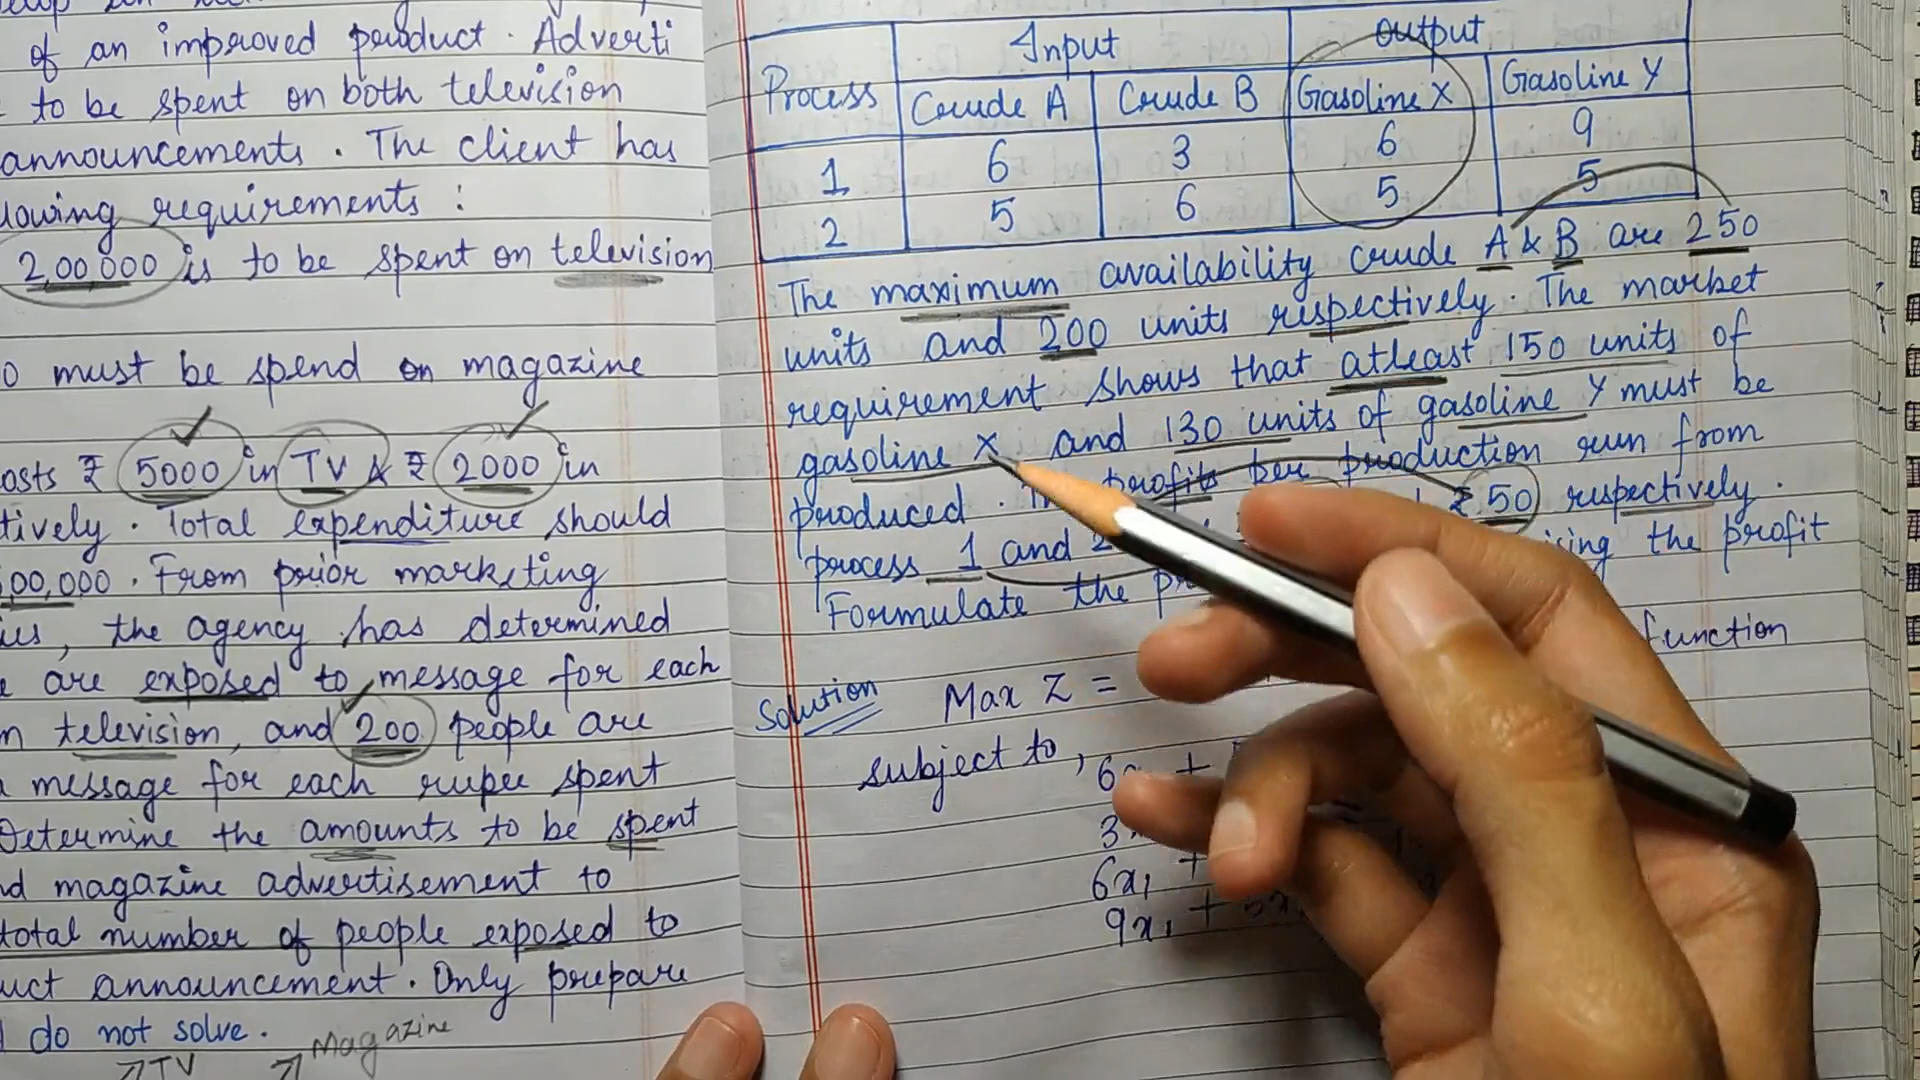 of an improved product. Adverti
to be spent on both television
announcements. The client has
lowing requirements :
2,00,000 is to be spent on television
0 must be spend on magazine
osts ₹ 5000 in TV & ₹ 2000 in
tively. Total expenditure should
00,000. From prior marketing
ies, the agency has determined
e are exposed to message for each
n television, and 200 people are
a message for each rupee spent
Determine the amounts to be spent
nd magazine advertisement to
total number of people exposed to
uct announcement. Only prepare
d do not solve.
TV Magazine
Process Input Output
Crude A Crude B Gasoline X Gasoline Y
1 6 3 6 9
2 5 6 5 5
The maximum availability crude A & B are 250
units and 200 units respectively. The market
requirement shows that atleast 150 units of
gasoline X and 130 units of gasoline Y must be
produced. profits per production run from
process 1 and 2 ₹ 50 respectively.
Formulate the ising the profit
function
Solution Max Z =
subject to, 6 +
3
6x₁ +
9x₁ + 5x